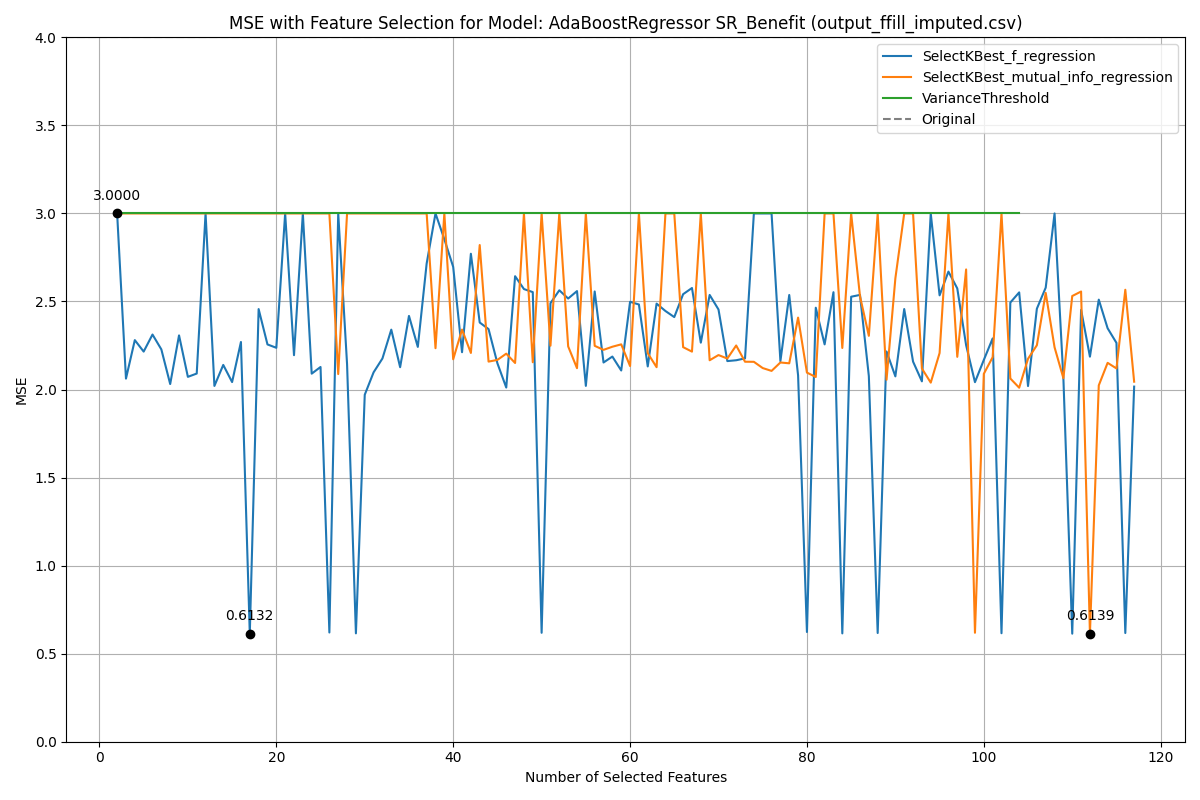 MSE with Feature Selection for Model: AdaBoostRegressor SR_Benefit (output_ffill_imputed.csv)
SelectKBest_f_regression
SelectKBest_mutual_info_regression
VarianceThreshold
Original
4.0
3.5
3.0
2.5
2.0
1.5
1.0
0.5
0.0
MSE
3.0000
0.6132
0.6139
0
20
40
60
80
100
120
Number of Selected Features